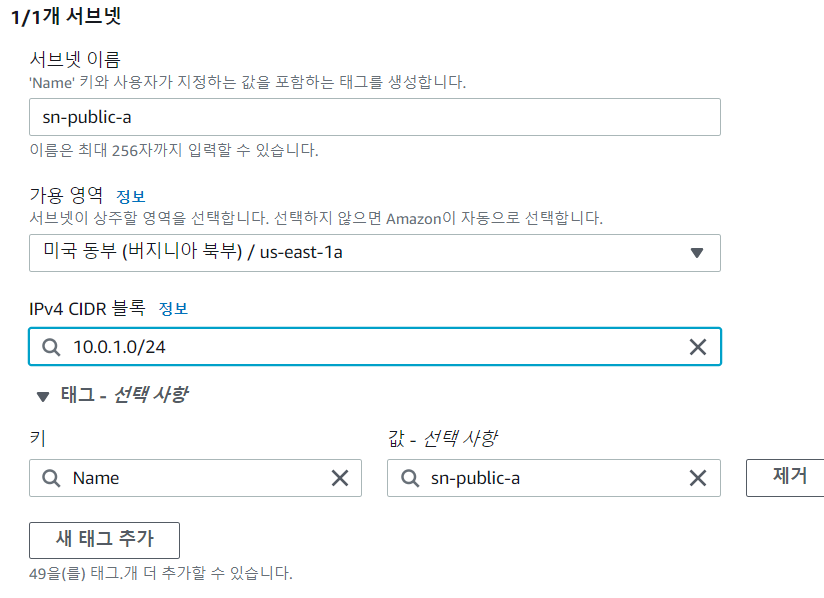 1/1개 서브넷
서브넷 이름
'Name' 키와 사용자가 지정하는 값을 포함하는 태그를 생성합니다.
sn-public-a
이름은 최대 256자까지 입력할 수 있습니다.
가용 영역 정보
서브넷이 상주할 영역을 선택합니다. 선택하지 않으면 Amazon이 자동으로 선택합니다.
미국 동부 (버지니아 북부) / us-east-1a
IPv4 CIDR 블록 정보
10.0.1.0/24
태그 - 선택 사항
키 값 - 선택 사항
Name sn-public-a 제거
새 태그 추가
49을(를) 태그.개 더 추가할 수 있습니다.